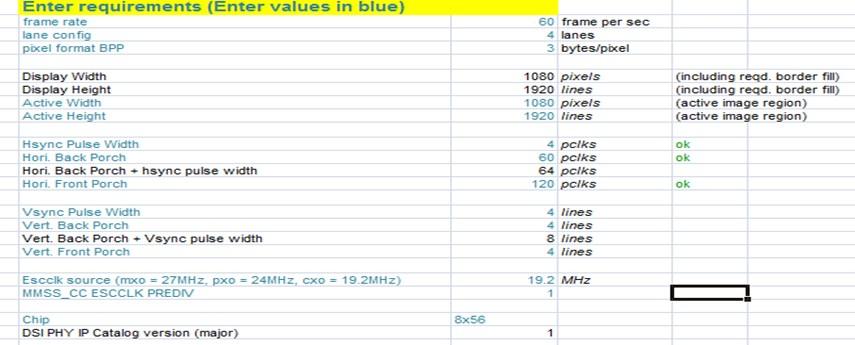 Enter requirements (Enter values in blue)
frame rate 60 frame per sec
lane config 4 lanes
pixel format BPP 3 bytes/pixel
Display Width 1080 pixels (including reqd. border fill)
Display Height 1920 lines (including reqd. border fill)
Active Width 1080 pixels (active image region)
Active Height 1920 lines (active image region)
Hsync Pulse Width 4 pclks ok
Hori. Back Porch 60 pclks ok
Hori. Back Porch + hsync pulse width 64 pclks
Hori. Front Porch 120 pclks ok
Vsync Pulse Width 4 lines
Vert. Back Porch 4 lines
Vert. Back Porch + Vsync pulse width 8 lines
Vert. Front Porch 4 lines
Escclk source (mxo = 27MHz, pxo = 24MHz, cxo = 19.2MHz) 19.2 MHz
MMSS_CC ESCCLK PREDIV 1
Chip 8x56
DSI PHY IP Catalog version (major) 1